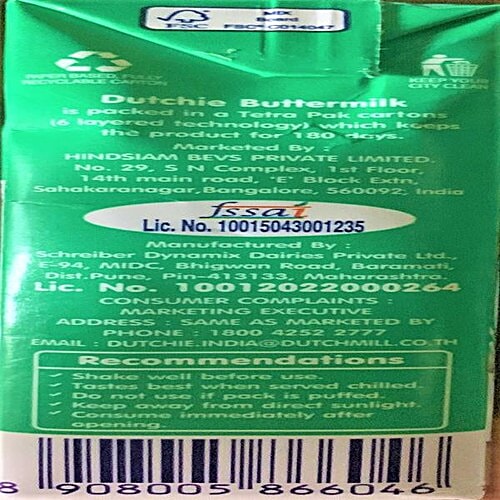 MIX
Board
FSC
FSC® C014047
PAPER BASED, FULLY
RECYCLABLE CARTON
KEEP YOUR
CITY CLEAN
Dutchie Buttermilk
is packed in a Tetra Pak cartons
(6 layered technology) which keeps
the product for 180 days.
Marketed By :
HINDSIAM BEVS PRIVATE LIMITED.
No. 29, S N Complex, 1st Floor,
14th main road, 'E' Block Extn,
Sahakaranagar, Bangalore, 560092, India
fssai
Lic. No. 10015043001235
Manufactured By :
Schreiber Dynamix Dairies Private Ltd.,
E-94, MIDC, Bhigwan Road, Baramati,
Dist.Pune, Pin-413133, Maharashtra.
Lic. No. 10012022000264
CONSUMER COMPLAINTS :
MARKETING EXECUTIVE
ADDRESS : SAME AS MARKETED BY
PHONE : 1800 4252 2777
EMAIL : DUTCHIE.INDIA@DUTCHMILL.CO.TH
Recommendations
✓ Shake well before use.
✓ Tastes best when served chilled.
✓ Do not use if pack is puffed.
✓ Keep away from direct sunlight.
✓ Consume immediately after
opening.
8 908005 866046